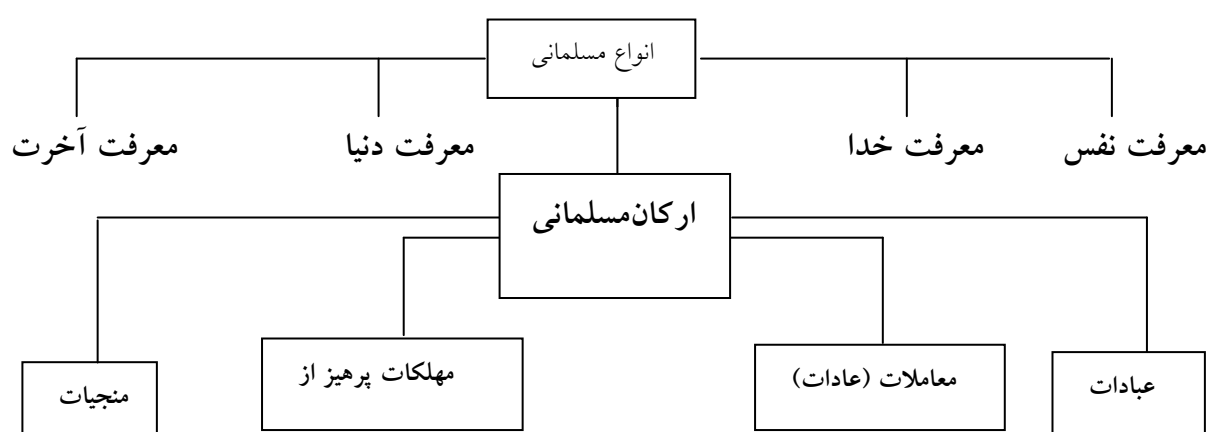 انواع مسلمانی
معرفت نفس
معرفت خدا
معرفت دنیا
معرفت آخرت
ارکان‌مسلمانی
عبادات
معاملات (عادات)
مهلکات پرهیز از
منجیات